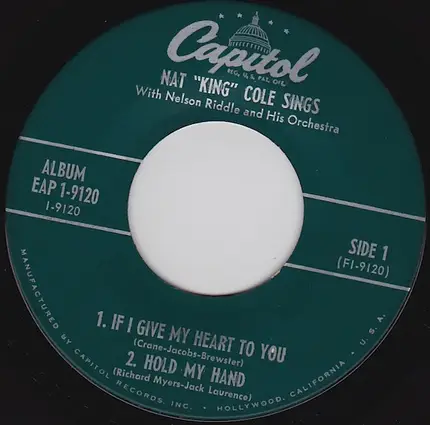 Capitol
REG. U.S. PAT. OFF.
NAT "KING" COLE SINGS
With Nelson Riddle and His Orchestra
ALBUM
EAP 1-9120
1-9120
SIDE 1
(F1-9120)
1. IF I GIVE MY HEART TO YOU
(Crane-Jacobs-Brewster)
2. HOLD MY HAND
(Richard Myers-Jack Laurence)
MANUFACTURED BY CAPITOL RECORDS, INC. • HOLLYWOOD, CALIFORNIA • U.S.A.